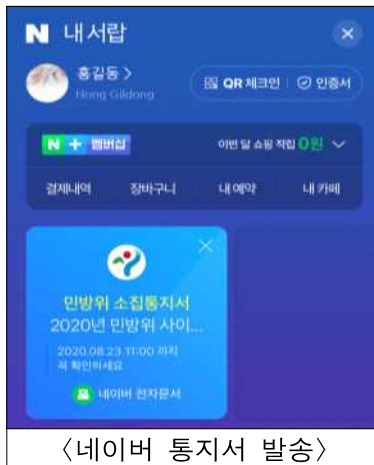 N 내서랍
홍길동 >
Hong Gildong
QR 체크인
인증서
N + 멤버십
이번 달 쇼핑 적립 0원
결제내역 장바구니 내 예약 내 카페
민방위 소집통지서
2020년 민방위 사이...
2020.08.23 11:00 까지
꼭 확인하세요
네이버 전자문서
〈네이버 통지서 발송〉